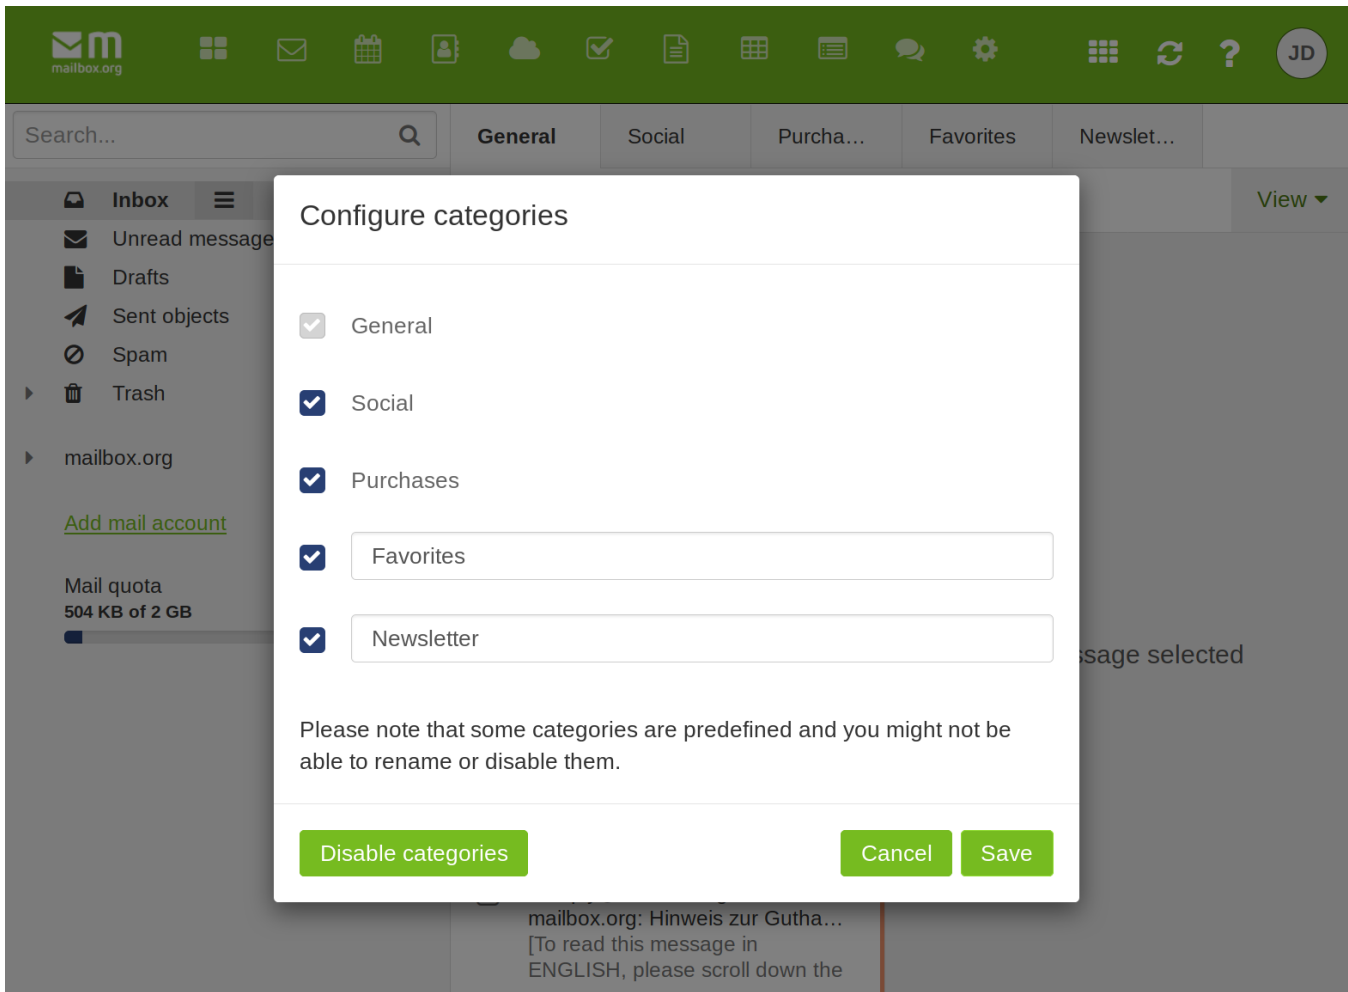 mailbox.org
JD
Search...
General
Social
Purcha...
Favorites
Newslet...
Inbox
View
Unread message
Drafts
Sent objects
Spam
Trash
mailbox.org
Add mail account
Mail quota
504 KB of 2 GB
Configure categories
General
Social
Purchases
Favorites
Newsletter
Please note that some categories are predefined and you might not be
able to rename or disable them.
Disable categories
Cancel
Save
ssage selected
mailbox.org: Hinweis zur Gutha...
[To read this message in
ENGLISH, please scroll down the